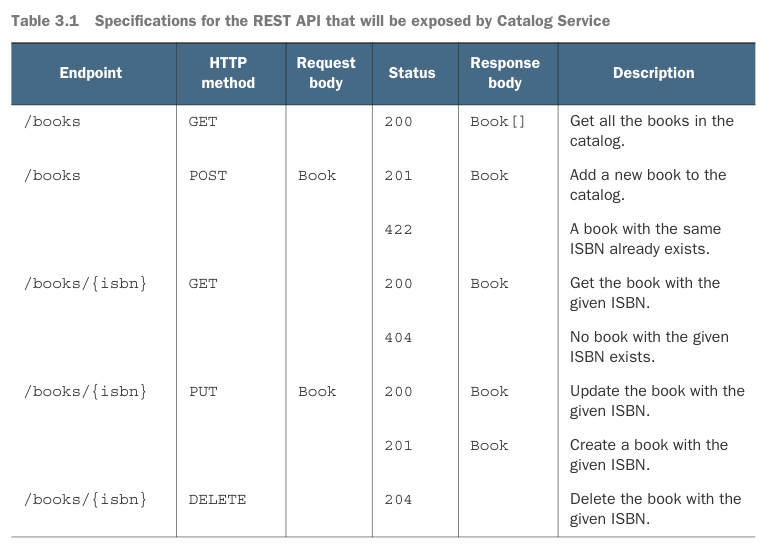 Table 3.1 Specifications for the REST API that will be exposed by Catalog Service
Endpoint HTTP method Request body Status Response body Description
/books GET 200 Book[] Get all the books in the
catalog.
/books POST Book 201 Book Add a new book to the
catalog.
422 A book with the same
ISBN already exists.
/books/{isbn} GET 200 Book Get the book with the
given ISBN.
404 No book with the given
ISBN exists.
/books/{isbn} PUT Book 200 Book Update the book with the
given ISBN.
201 Book Create a book with the
given ISBN.
/books/{isbn} DELETE 204 Delete the book with the
given ISBN.